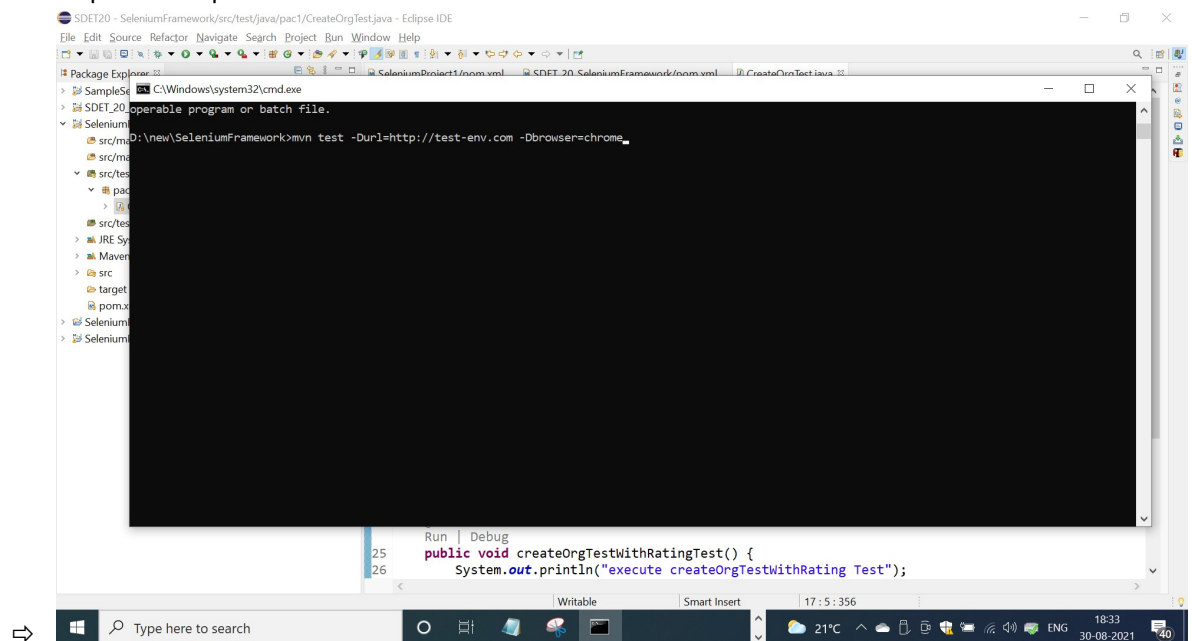 SDET20 - SeleniumFramework/src/test/java/pac1/CreateOrgTest.java - Eclipse IDE
File Edit Source Refactor Navigate Search Project Run Window Help
Package Explorer SeleniumProject1/pom.xml SDET_20_SeleniumFramework/pom.xml CreateOrgTest.java
SampleSe
C:\Windows\system32\cmd.exe
SDET_20_
operable program or batch file.
Selenium
src/ma
D:\new\SeleniumFramework>mvn test -Durl=http://test-env.com -Dbrowser=chrome
src/ma
src/tes
pac
src/tes
JRE Sy
Maven
src
target
pom.x
Selenium
Selenium
Run | Debug
25 public void createOrgTestWithRatingTest() {
26 System.out.println("execute createOrgTestWithRating Test");
Writable Smart Insert 17 : 5 : 356
Type here to search
21°C ENG 18:33
30-08-2021 40